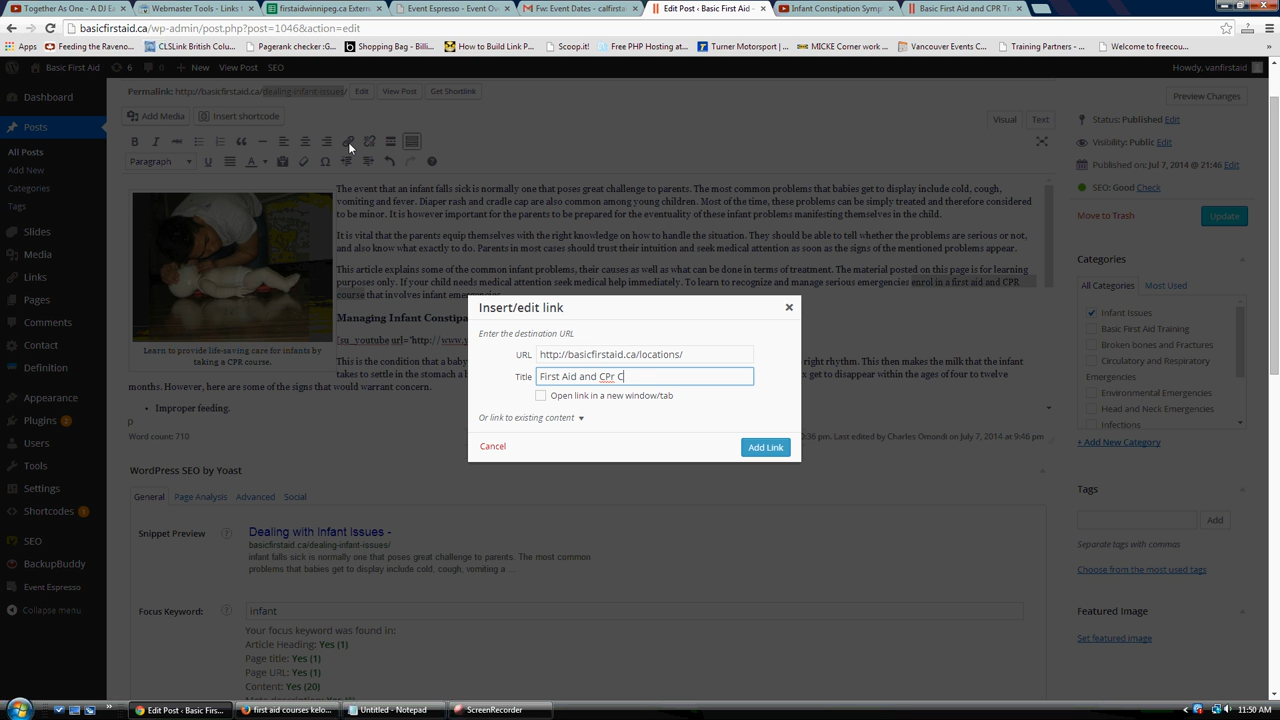 Together As One - A DJ Ea
Webmaster Tools - Links
firstaidwinnipeg.ca Extern
Event Espresso - Event Ov
Fw: Event Dates - calfirst
Edit Post ‹ Basic First Aid
Infant Constipation Symp
Basic First Aid and CPR Tr
basicfirstaid.ca/wp-admin/post.php?post=1046&action=edit
Feeding the Raveno...
CLSLink British Colu...
Pagerank checker :G...
Shopping Bag - Billi...
How to Build Link P...
Scoop.it!
Free PHP Hosting at...
Turner Motorsport | ...
MICKE Corner work ...
Vancouver Events C...
Training Partners - ...
Welcome to freecou...
Basic First Aid
6
0
New
View Post
SEO
Howdy, vanfirstaid
Dashboard
Posts
All Posts
Add New
Categories
Tags
Slides
Media
Links
Pages
Comments
Contact
Location
Appearance
Plugins 1
Users
Tools
Settings
Shortcodes 1
SEO
BackupBuddy
Event Espresso
Collapse menu
Permalink: http://basicfirstaid.ca/dealing-infant-issues/
Edit
View Post
Get Shortlink
Add Media
Insert shortcode
Visual
Text
ABC
Paragraph
The event that an infant falls sick is normally one that poses great challenge to parents. The most common problems that babies get to display include cold, cough,
vomiting and fever. Diaper rash and cradle cap are also common among young children. Most of the time, these problems can be simply treated and therefore considered
to be minor. It is however important for the parents to be prepared for the eventuality of these infant problems manifesting themselves in the child.
It is vital that the parents equip themselves with the right knowledge on how to handle the situation. They should be able to tell whether the problems are serious or not,
and also know what exactly to do. Parents in most cases should trust their intuition and seek medical attention as soon as the signs of the mentioned problems appear.
This article explains some of the common infant problems, their causes as well as what can be done in terms of treatment. The material posted on this page is for learning
purposes only. If your child needs medical attention seek medical help immediately. To learn to recognize and manage serious emergencies enrol in a first aid and CPR
course that involves infant emer
Managing Infant Constipa
[su_youtube url='http://www.y
Learn to provide life-saving care for infants by
taking a CPR course.
This is the condition that a baby
right rhythm. This then makes the infant
takes to settle in the stomach a l
get to disappear within the ages of four to twelve
months. However, here are some of the signs that would warrant worry.
Improper feeding.
p
Word count: 710
:36 pm. Last edited by Charles Omondi on July 7, 2014 at 9:46 pm
Insert/edit link
Enter the destination URL
URL http://basicfirstaid.ca/locations/
Title First Aid and CPr C
Open link in a new window/tab
Or link to existing content
Cancel
Add Link
WordPress SEO by Yoast
General
Page Analysis
Advanced
Social
Snippet Preview
Dealing with Infant Issues -
basicfirstaid.ca/dealing-infant-issues/
infant falls sick is normally one that poses great challenge to parents. The most common
problems that babies get to display include cold, cough, vomiting a ...
Focus Keyword:
infant
Your focus keyword was found in:
Article Heading: Yes (1)
Page title: Yes (1)
Page URL: Yes (1)
Content: Yes (20)
Preview Changes
Status: Published Edit
Visibility: Public Edit
Published on: Jul 7, 2014 @ 21:46 Edit
SEO: Good Check
Move to Trash
Update
Categories
All Categories
Most Used
Infant Issues
Basic First Aid Training
Broken bones and Fractures
Circulatory and Respiratory
Emergencies
Environmental Emergencies
Head and Neck Emergencies
Infections
+ Add New Category
Tags
Add
Separate tags with commas
Choose from the most used tags
Featured Image
Set featured image
Edit Post ‹ Basic Firs...
first aid courses kelo...
Untitled - Notepad
ScreenRecorder
11:50 AM